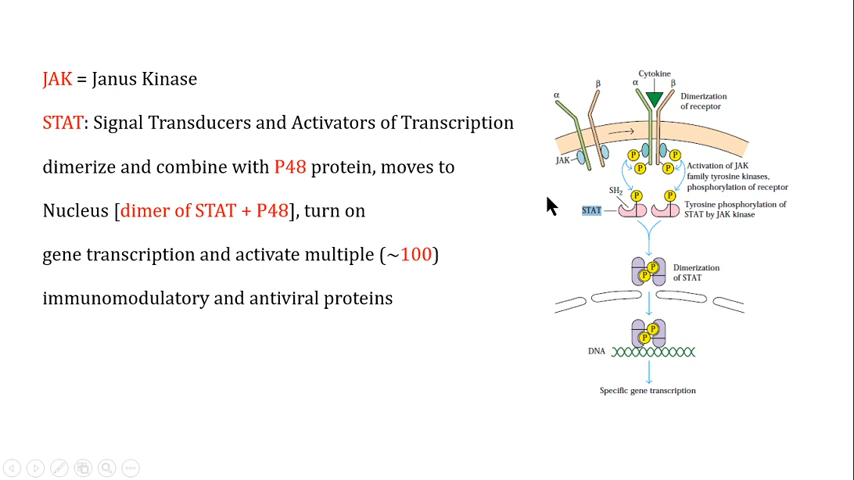 JAK = Janus Kinase
STAT: Signal Transducers and Activators of Transcription
dimerize and combine with P48 protein, moves to
Nucleus [dimer of STAT + P48], turn on
gene transcription and activate multiple (~100)
immunomodulatory and antiviral proteins
Cytokine
α
β
α
β
Dimerization
of receptor
JAK
P
P
P
P
Activation of JAK
family tyrosine kinases,
phosphorylation of receptor
SH2
P
P
STAT
Tyrosine phosphorylation of
STAT by JAK kinase
P
P
Dimerization
of STAT
P
P
DNA
Specific gene transcription